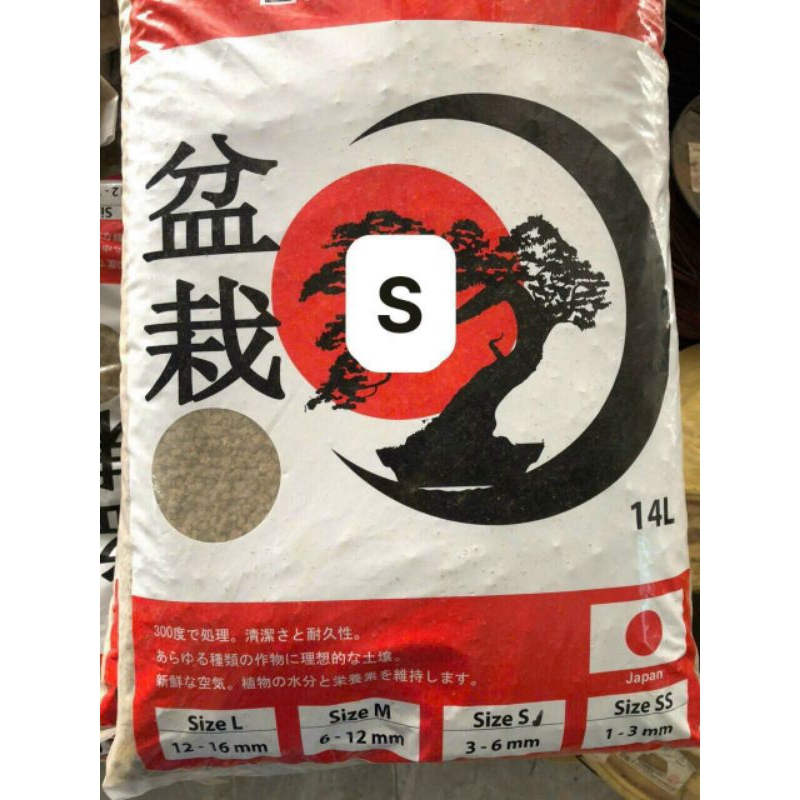 盆栽
S
14L
300度で処理。清潔さと耐久性。
あらゆる種類の作物に理想的な土壌。
新鮮な空気。植物の水分と栄養素を維持します。
Japan
Size L
12 - 16 mm
Size M
6 - 12 mm
Size S
3 - 6 mm
Size SS
1 - 3 mm